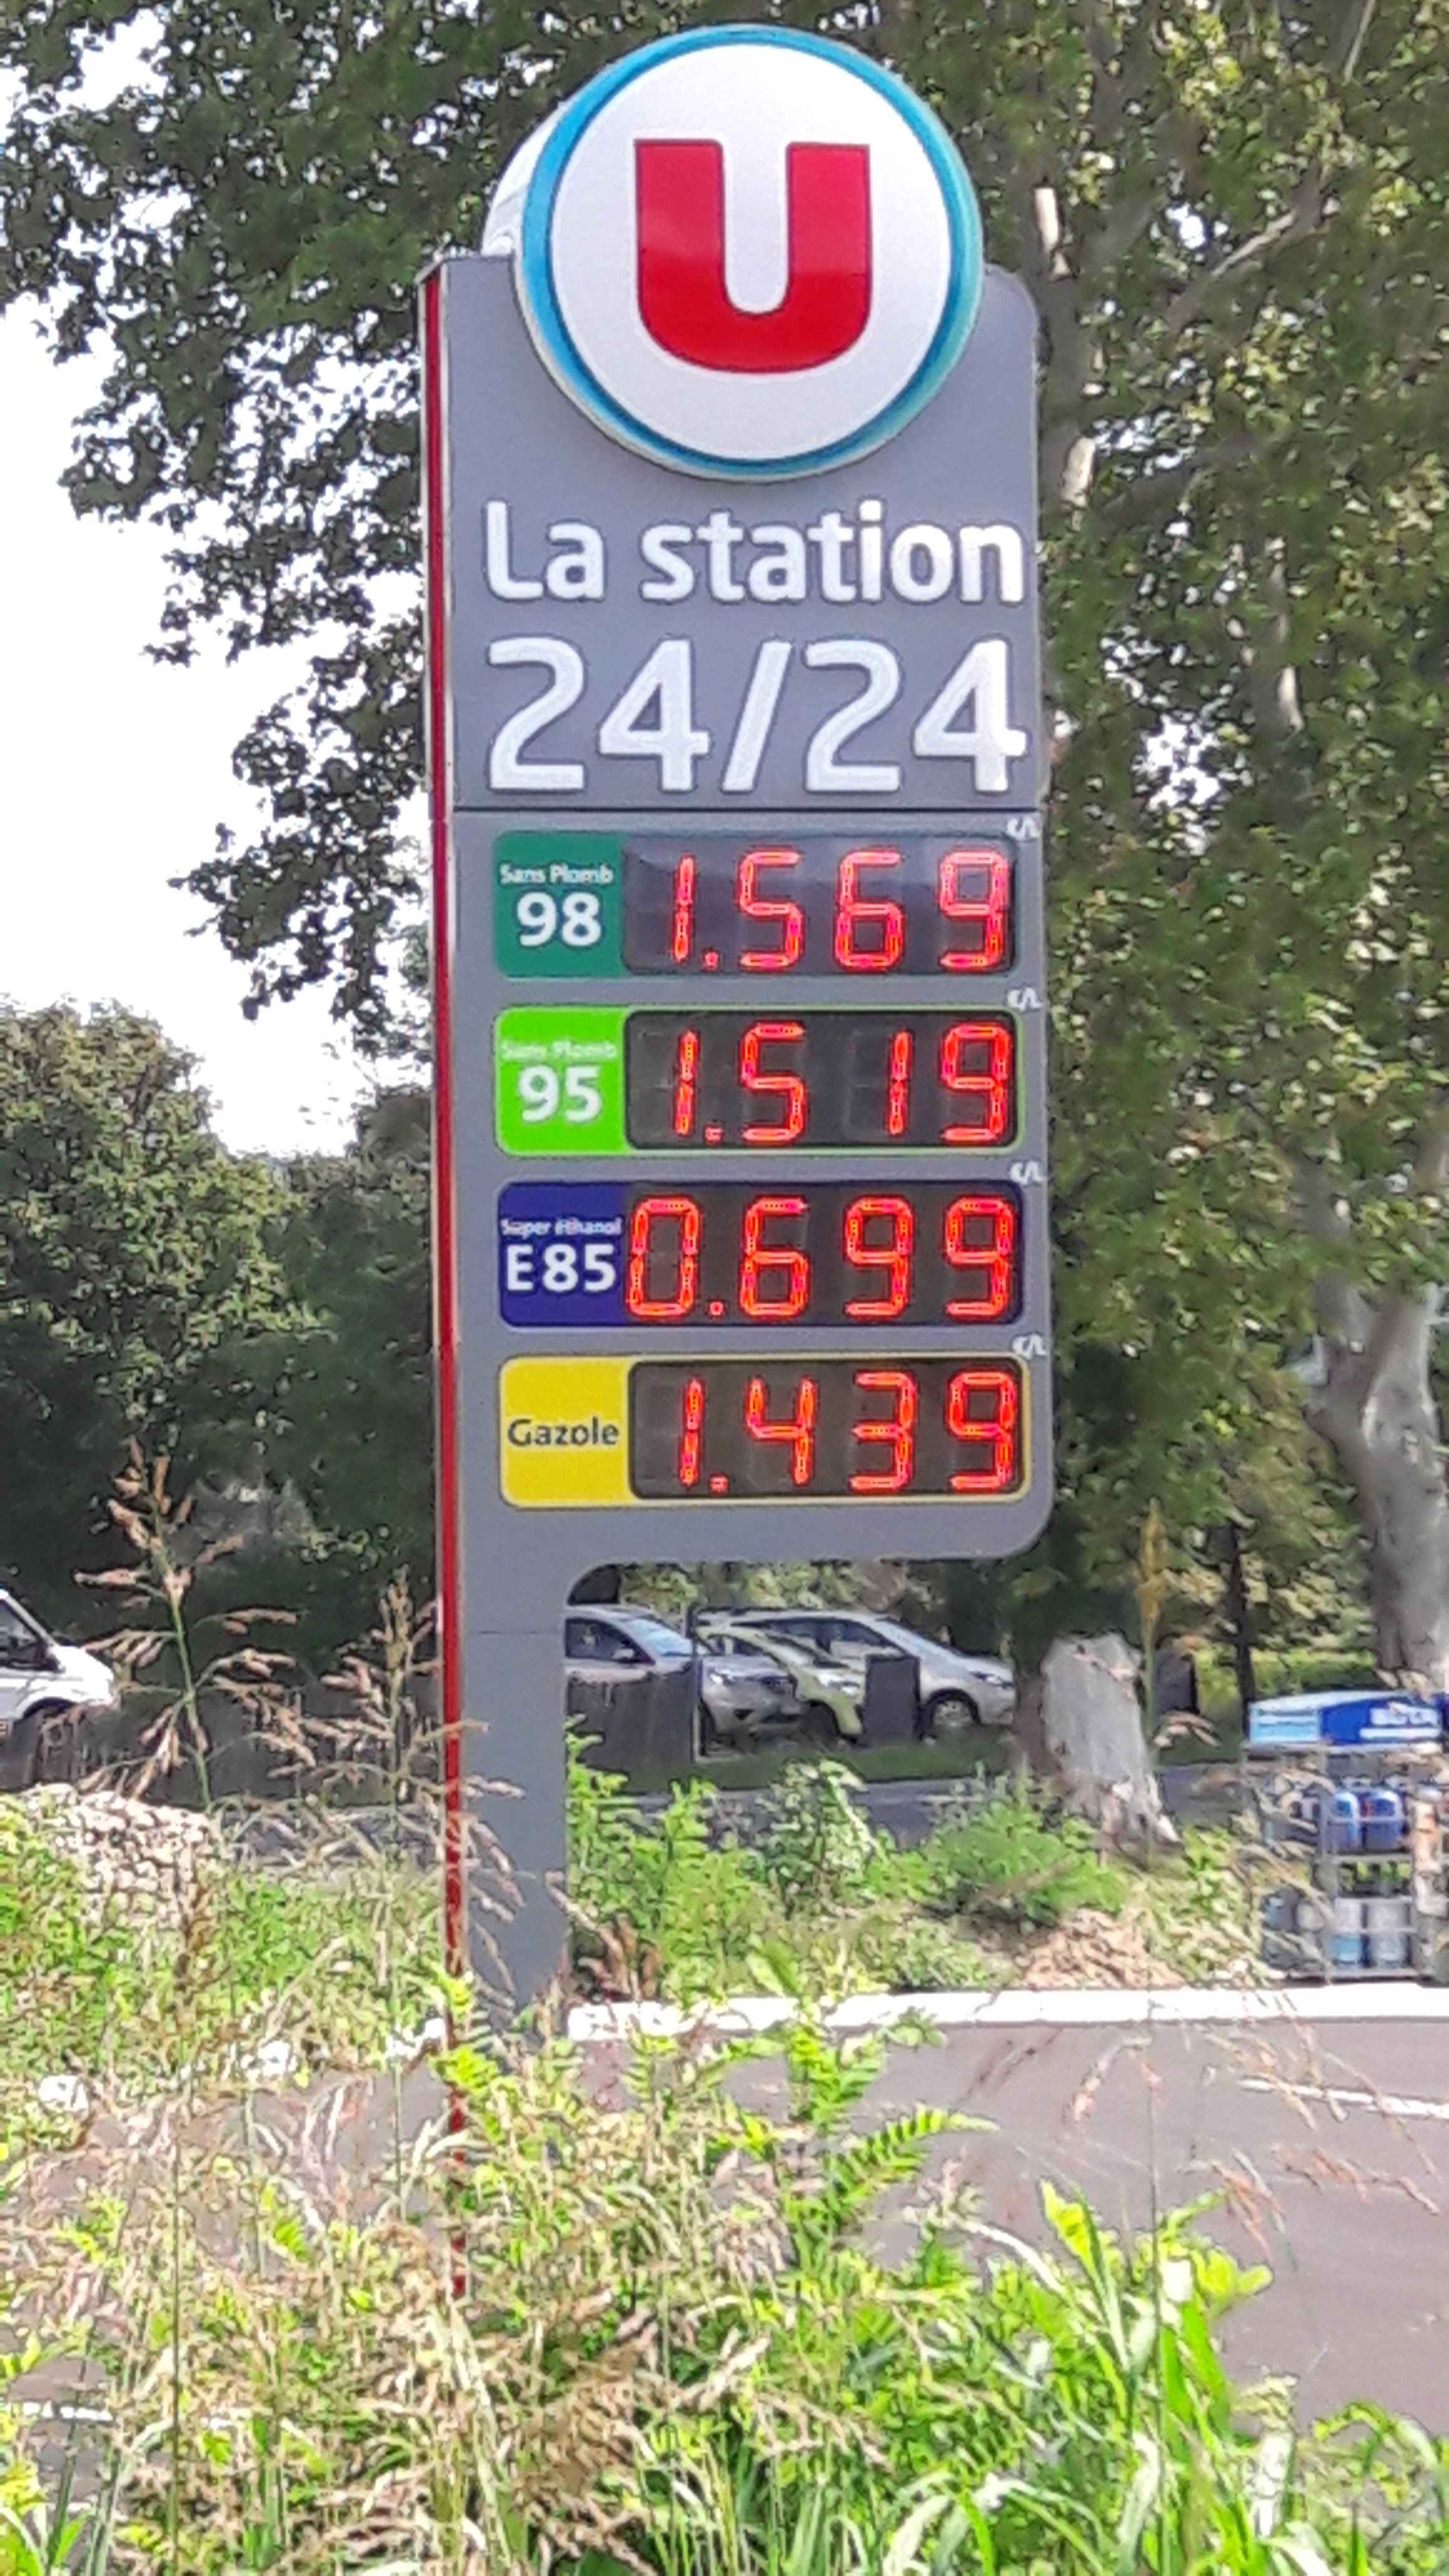 U
La station
24/24
€/L
Sans Plomb
98
1.569
€/L
Sans Plomb
95
1.519
€/L
Super éthanol
E85
0.699
€/L
Gazole
1.439